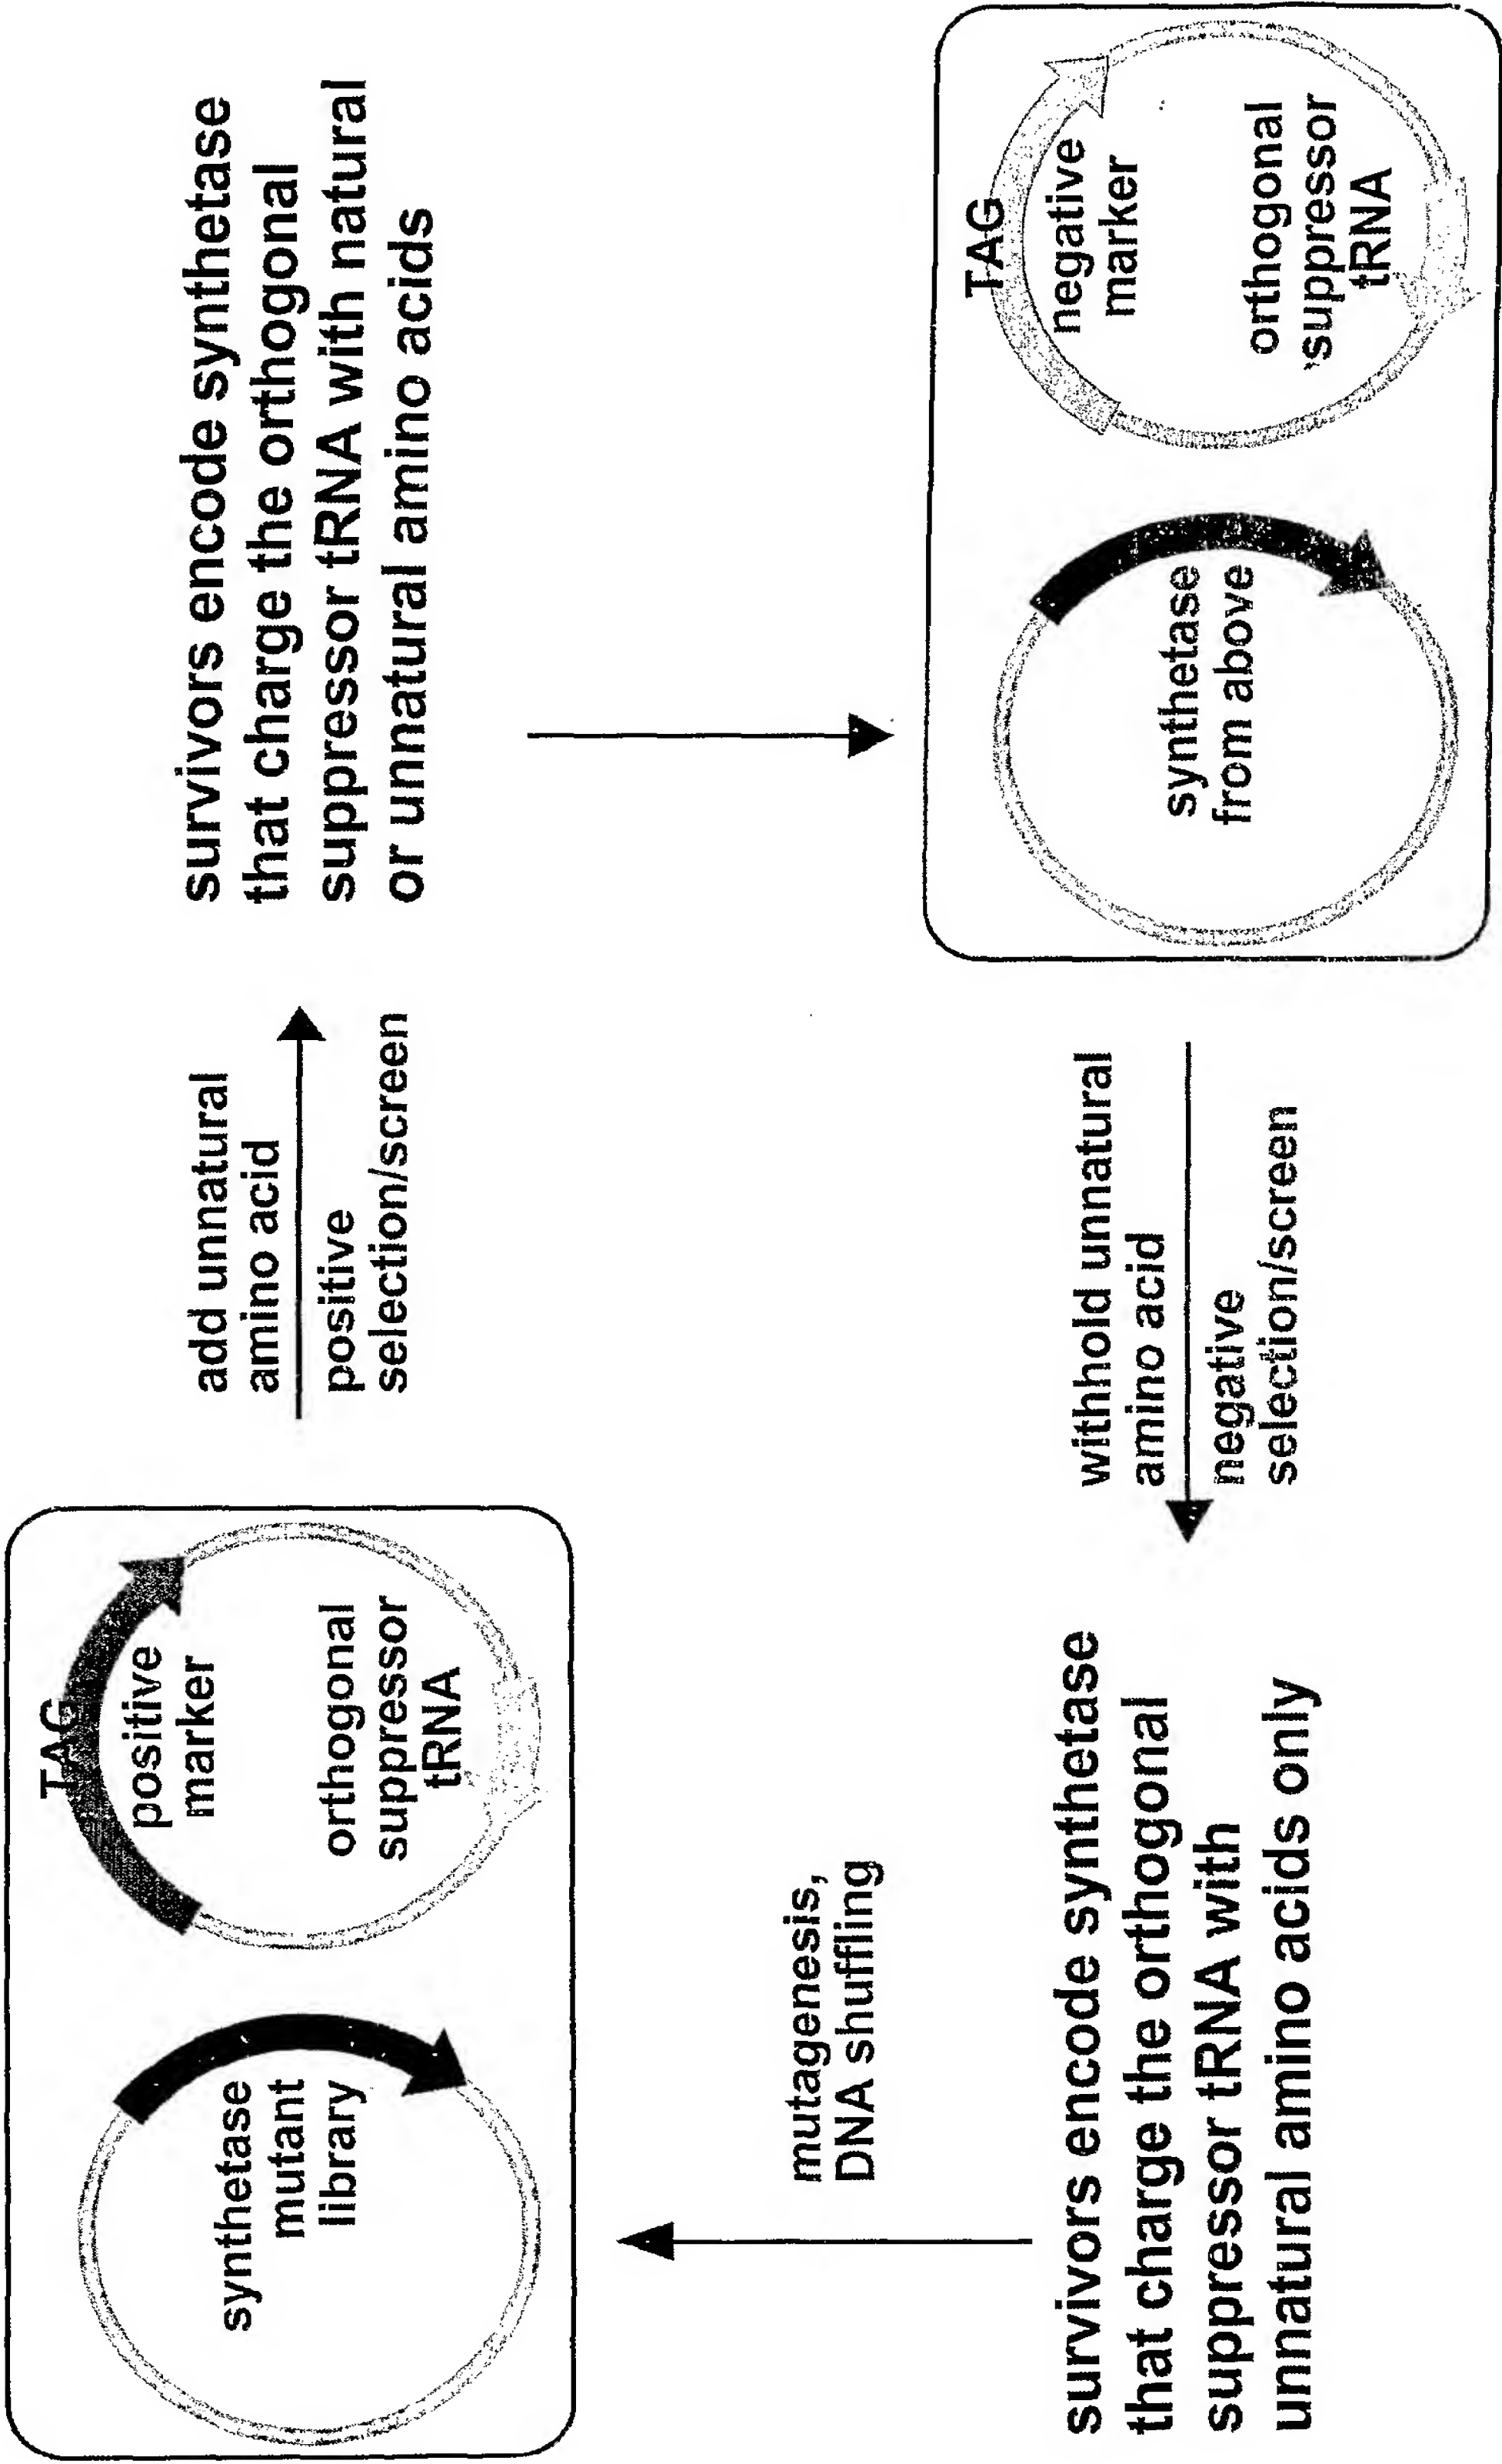 TAG
positive
marker
orthogonal
suppressor
tRNA
synthetase
mutant
library
add unnatural
amino acid
positive
selection/screen
survivors encode synthetase
that charge the orthogonal
suppressor tRNA with natural
or unnatural amino acids
TAG
negative
marker
orthogonal
suppressor
tRNA
synthetase
from above
withhold unnatural
amino acid
negative
selection/screen
survivors encode synthetase
that charge the orthogonal
suppressor tRNA with
unnatural amino acids only
mutagenesis,
DNA shuffling